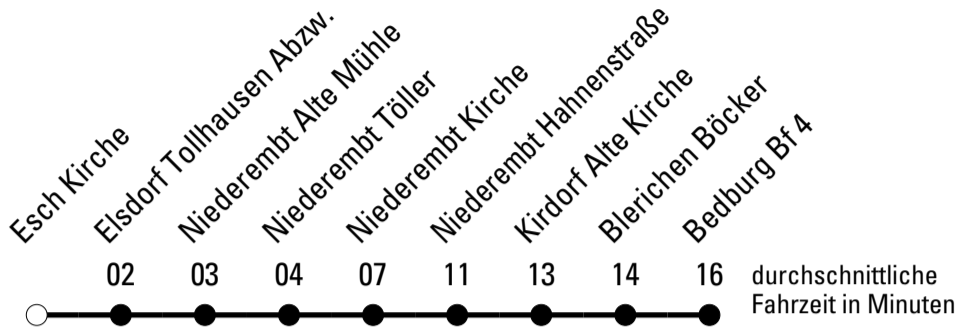 Esch Kirche
Elsdorf Tollhausen Abzw.
Niederembt Alte Mühle
Niederembt Töller
Niederembt Kirche
Niederembt Hahnenstraße
Kirdorf Alte Kirche
Blerichen Böcker
Bedburg Bf 4
02 03 04 07 11 13 14 16
durchschnittliche
Fahrzeit in Minuten